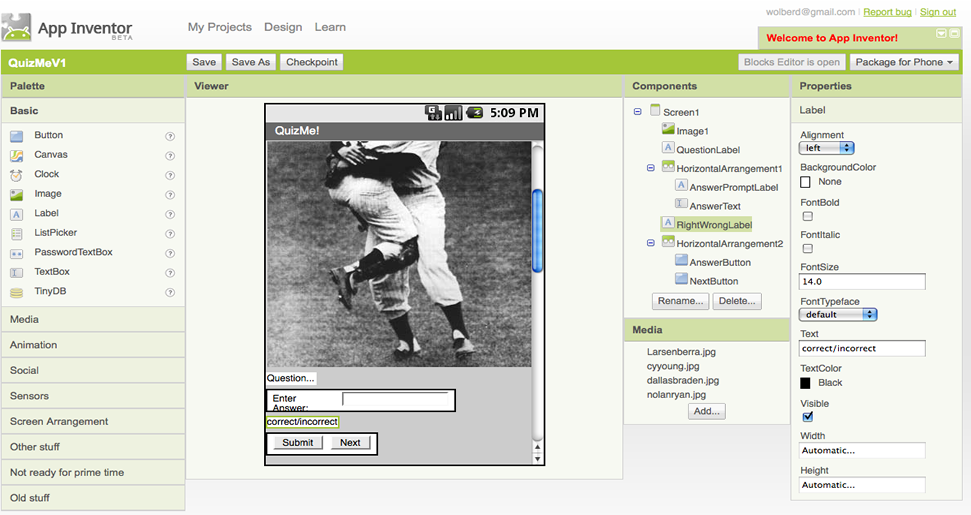 wolberd@gmail.com | Report bug | Sign out
App Inventor
BETA
My Projects Design Learn
Welcome to App Inventor!
QuizMeV1
Save Save As Checkpoint
Blocks Editor is open Package for Phone
Palette
Basic
Button ?
Canvas ?
Clock ?
Image ?
Label ?
ListPicker ?
PasswordTextBox ?
TextBox ?
TinyDB ?
Media
Animation
Social
Sensors
Screen Arrangement
Other stuff
Not ready for prime time
Old stuff
Viewer
5:09 PM
QuizMe!
Question...
Enter
Answer:
correct/incorrect
Submit Next
Components
Screen1
Image1
A QuestionLabel
HorizontalArrangement1
A AnswerPromptLabel
AnswerText
A RightWrongLabel
HorizontalArrangement2
AnswerButton
NextButton
Rename... Delete...
Media
Larsenberra.jpg
cyyoung.jpg
dallasbraden.jpg
nolanryan.jpg
Add...
Properties
Label
Alignment
left
BackgroundColor
None
FontBold
FontItalic
FontSize
14.0
FontTypeface
default
Text
correct/incorrect
TextColor
Black
Visible
Width
Automatic...
Height
Automatic...